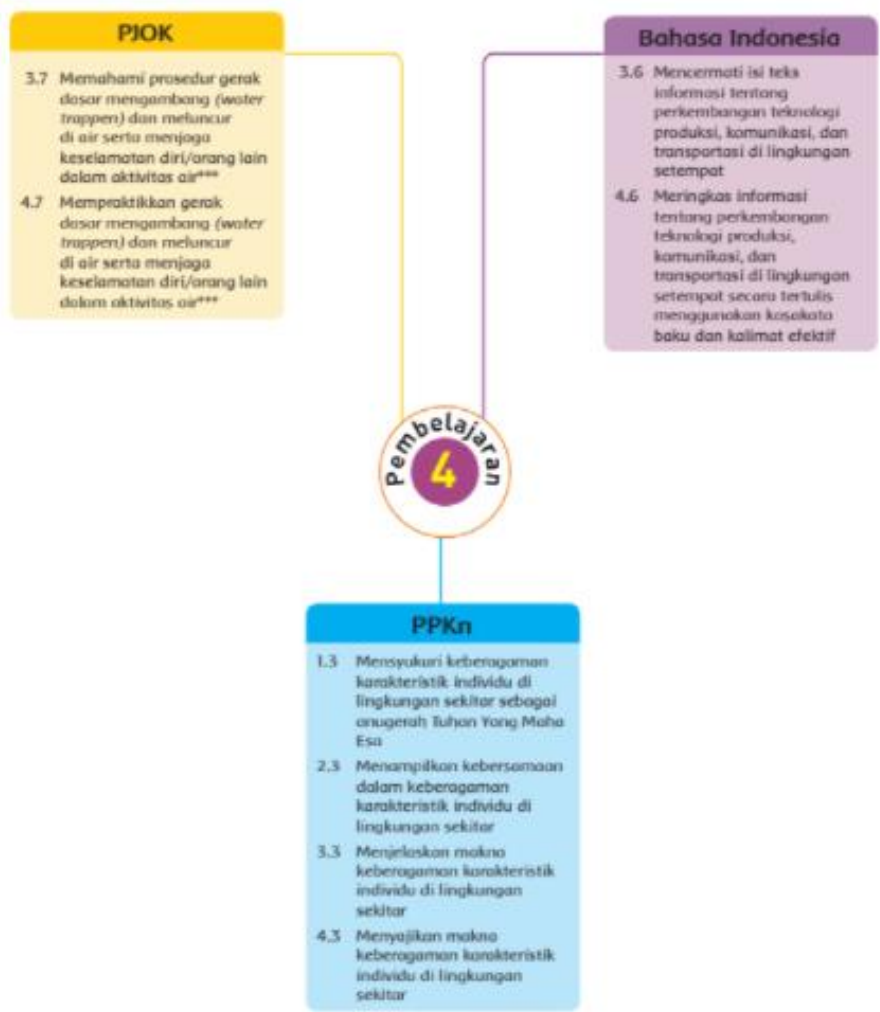 PJOK
3.7 Memahami prosedur gerak
dasar mengambang (water
trappen) dan meluncur
di air serta menjaga
keselamatan diri/orang lain
dalam aktivitas air***
4.7 Mempraktikkan gerak
dasar mengambang (water
trappen) dan meluncur
di air serta menjaga
keselamatan diri/orang lain
dalam aktivitas air***
Bahasa Indonesia
3.6 Mencermati isi teks
informasi tentang
perkembangan teknologi
produksi, komunikasi, dan
transportasi di lingkungan
setempat
4.6 Meringkas informasi
tentang perkembangan
teknologi produksi,
komunikasi, dan
transportasi di lingkungan
setempat secara tertulis
menggunakan kosakata
baku dan kalimat efektif
Pembelajaran
4
PPKn
1.3 Mensyukuri keberagaman
karakteristik individu di
lingkungan sekitar sebagai
anugerah Tuhan Yang Maha
Esa
2.3 Menampilkan kebersamaan
dalam keberagaman
karakteristik individu di
lingkungan sekitar
3.3 Menjelaskan makna
keberagaman karakteristik
individu di lingkungan
sekitar
4.3 Menyajikan makna
keberagaman karakteristik
individu di lingkungan
sekitar